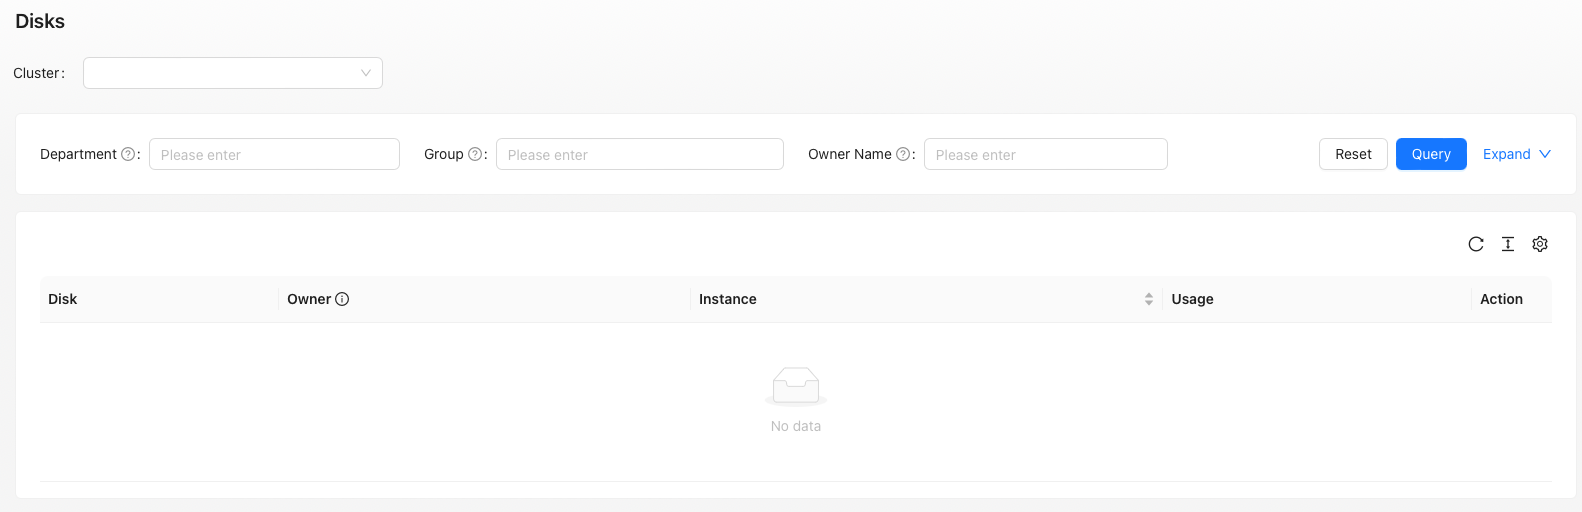 Disks
Cluster:
Department : Please enter Group : Please enter Owner Name : Please enter Reset Query Expand
Disk Owner Instance Usage Action
No data